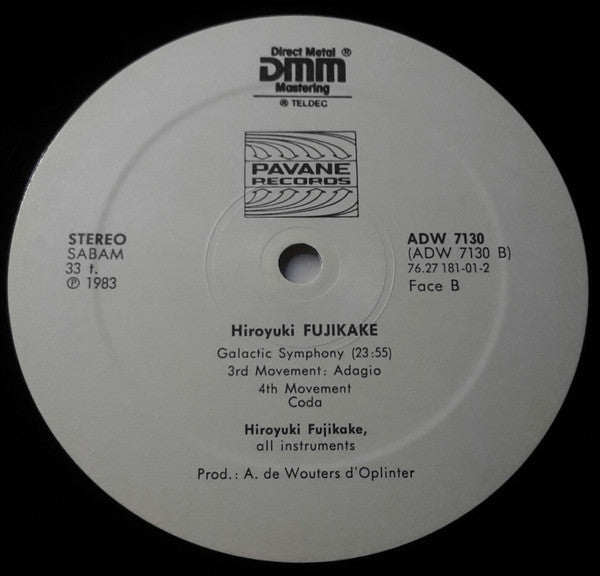 Direct Metal ®
DMM
Mastering
® TELDEC
PAVANE
RECORDS
STEREO
SABAM
33 t.
℗ 1983
ADW 7130
(ADW 7130 B)
76.27 181-01-2
Face B
Hiroyuki FUJIKAKE
Galactic Symphony (23:55)
3rd Movement: Adagio
4th Movement
Coda
Hiroyuki Fujikake,
all instruments
Prod.: A. de Wouters d'Oplinter